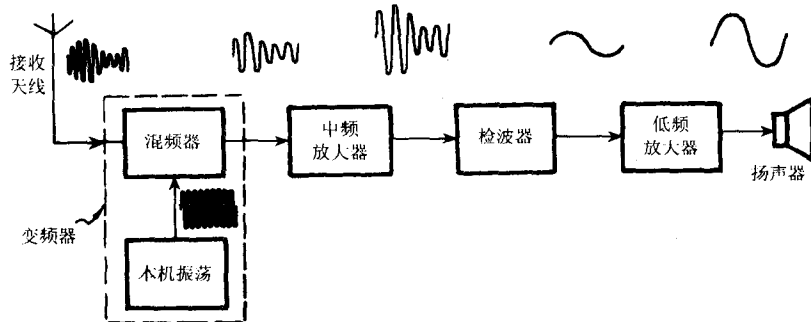 接收
天线
混频器
中频
放大器
检波器
低频
放大器
扬声器
变频器
本机振荡